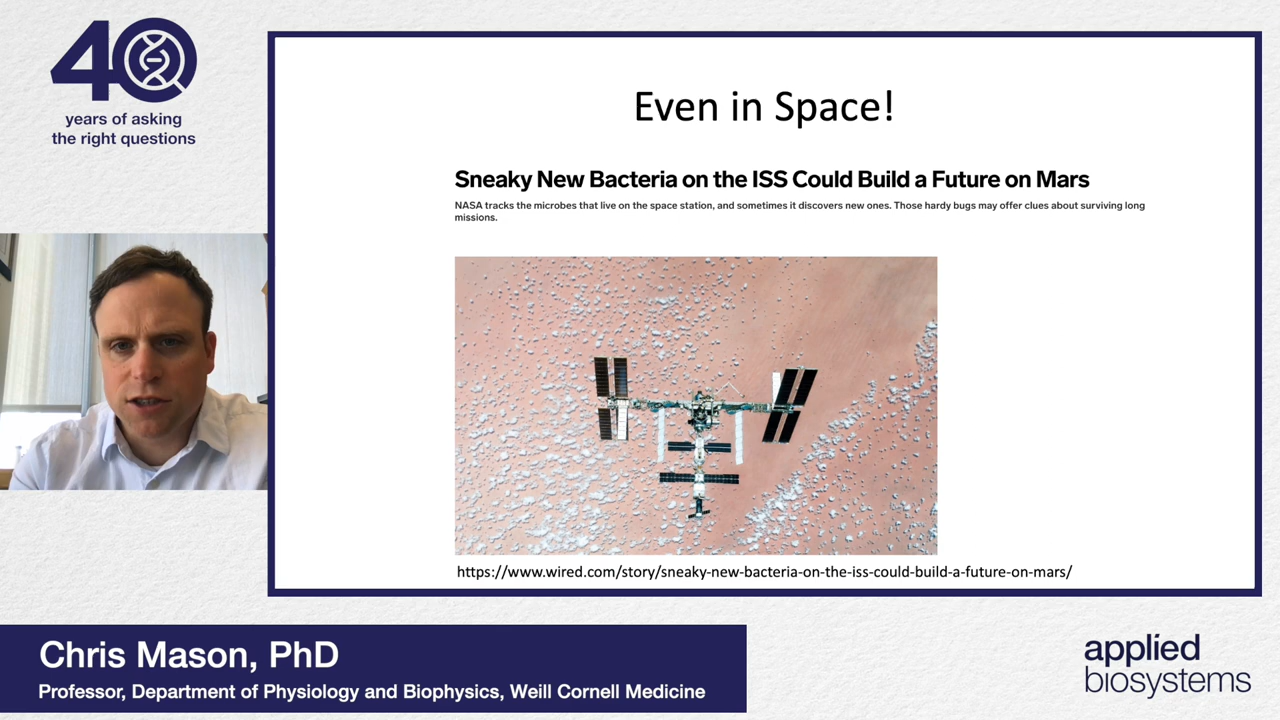 40
years of asking
the right questions
Even in Space!
Sneaky New Bacteria on the ISS Could Build a Future on Mars
NASA tracks the microbes that live on the space station, and sometimes it discovers new ones. Those hardy bugs may offer clues about surviving long
missions.
https://www.wired.com/story/sneaky-new-bacteria-on-the-iss-could-build-a-future-on-mars/
Chris Mason, PhD
Professor, Department of Physiology and Biophysics, Weill Cornell Medicine
applied
biosystems